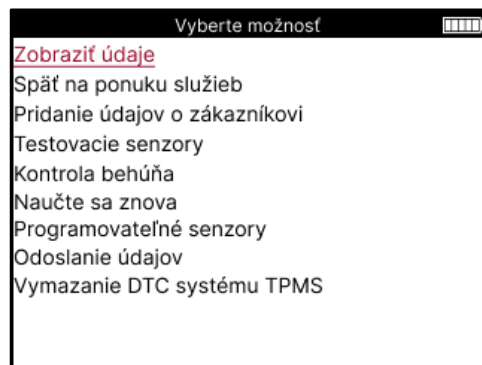 Vyberte možnosť
Zobraziť údaje
Späť na ponuku služieb
Pridanie údajov o zákazníkovi
Testovacie senzory
Kontrola behúňa
Naučte sa znova
Programovateľné senzory
Odoslanie údajov
Vymazanie DTC systému TPMS